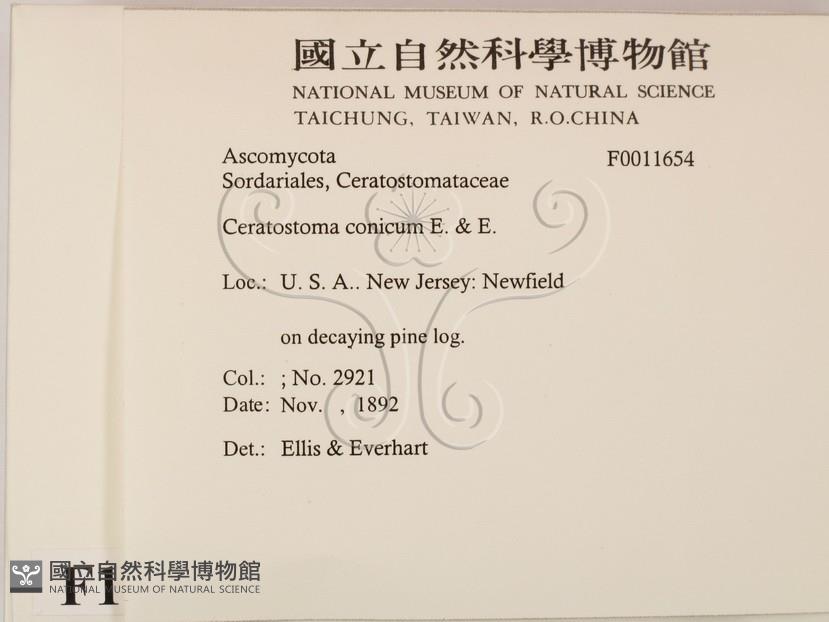 國立自然科學博物館
NATIONAL MUSEUM OF NATURAL SCIENCE
TAICHUNG, TAIWAN, R.O.CHINA
Ascomycota F0011654
Sordariales, Ceratostomataceae
Ceratostoma conicum E. & E.
Loc.: U. S. A.. New Jersey: Newfield
on decaying pine log.
Col.: ; No. 2921
Date: Nov. , 1892
Det.: Ellis & Everhart
國立自然科學博物館
NATIONAL MUSEUM OF NATURAL SCIENCE
F1